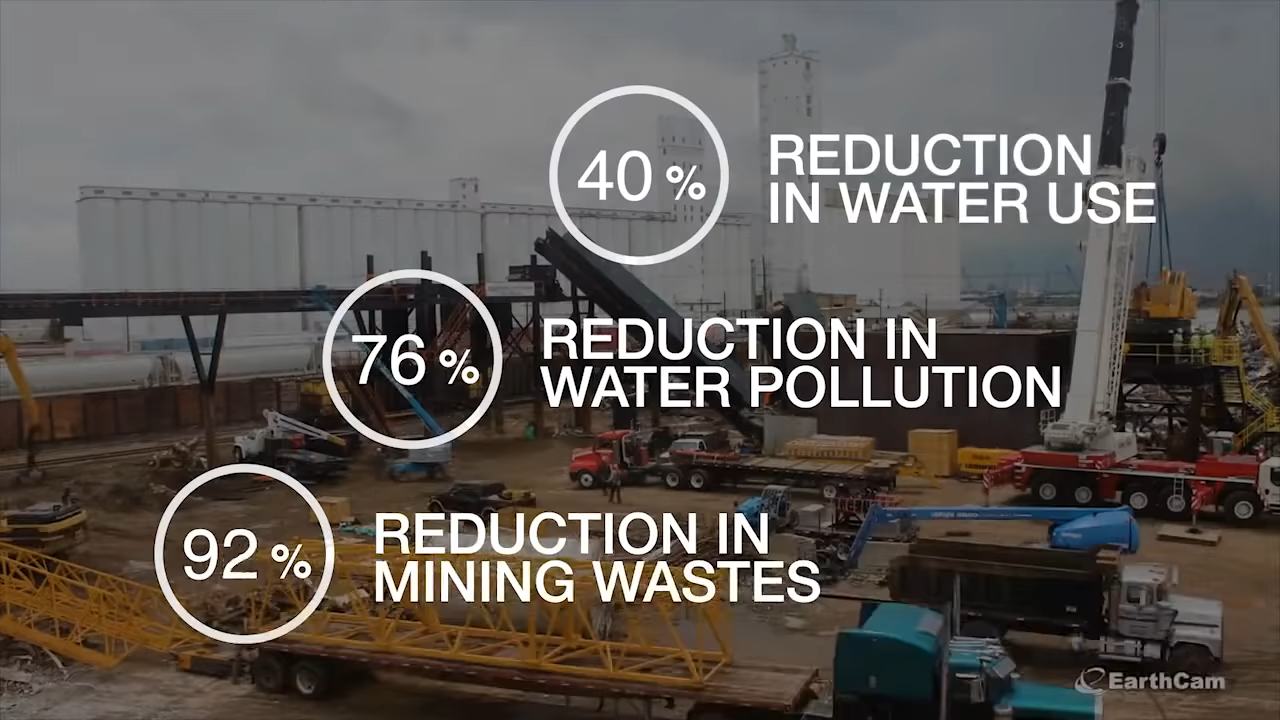 40 %
REDUCTION
IN WATER USE
76 %
REDUCTION IN
WATER POLLUTION
92 %
REDUCTION IN
MINING WASTES
EarthCam